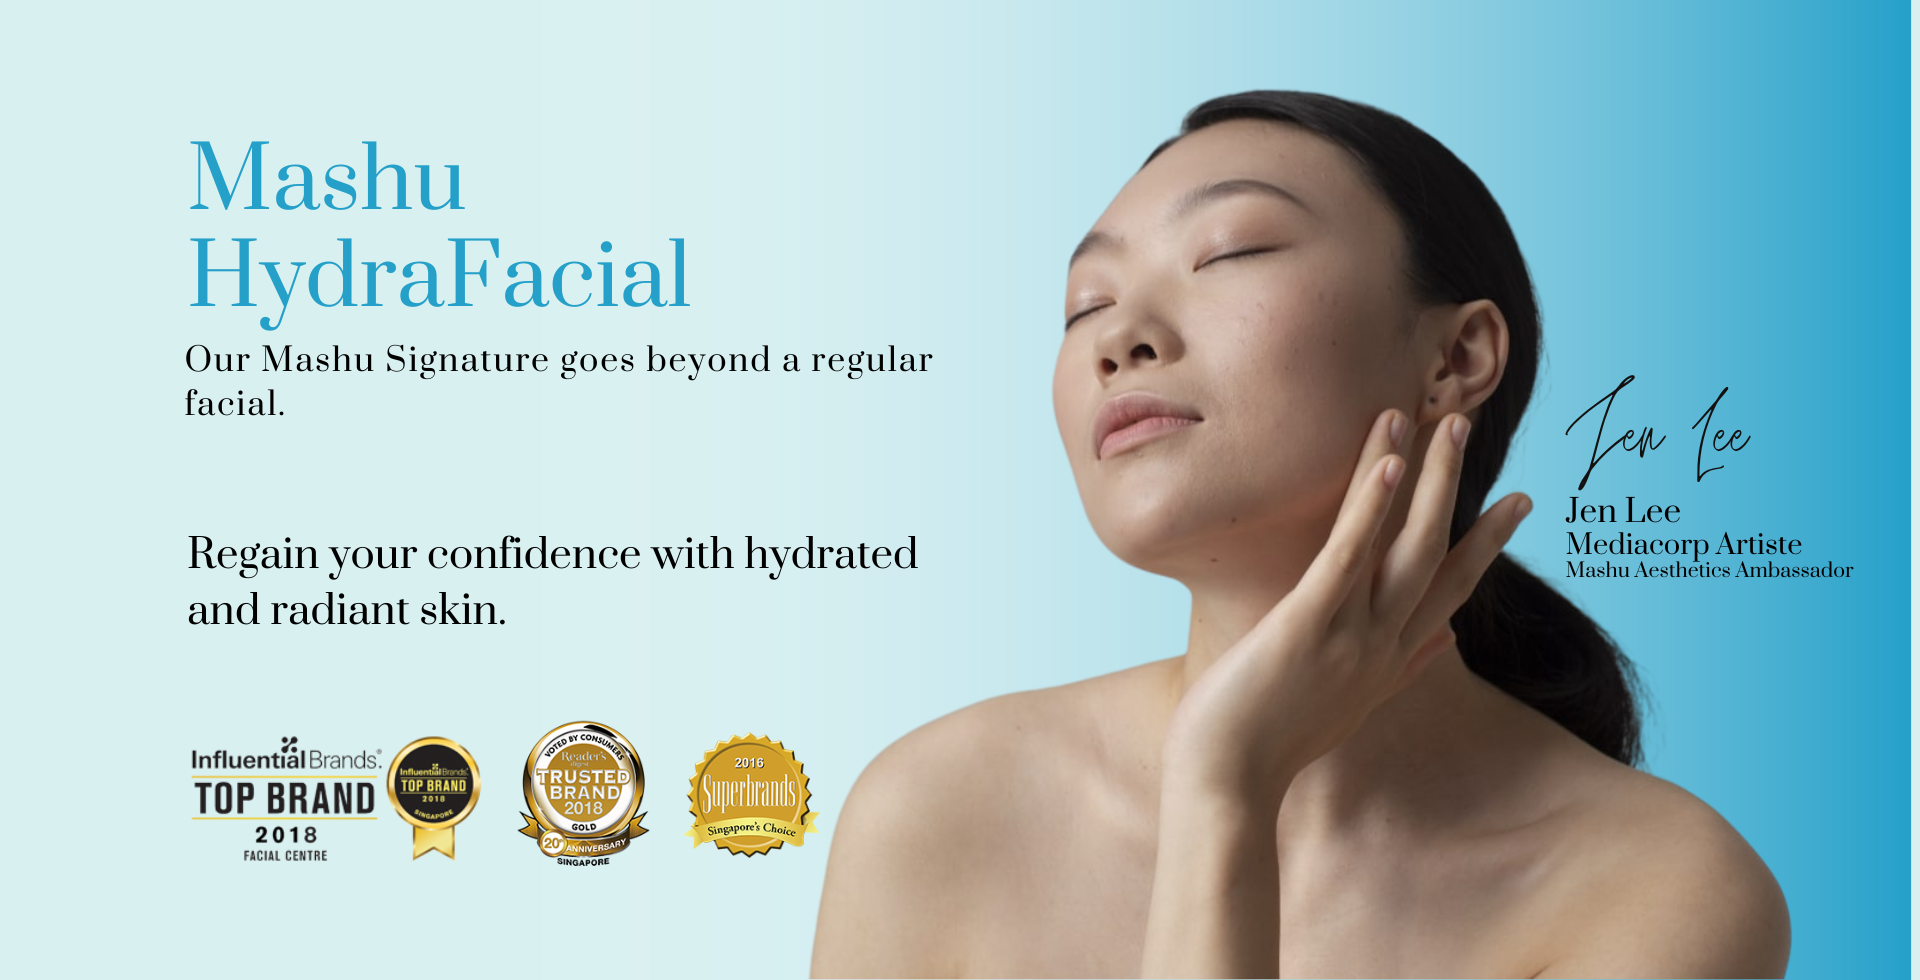 Mashu
HydraFacial
Our Mashu Signature goes beyond a regular
facial.
Regain your confidence with hydrated
and radiant skin.
Jen Lee
Jen Lee
Mediacorp Artiste
Mashu Aesthetics Ambassador
Influential Brands®
TOP BRAND
2018
FACIAL CENTRE
Influential Brands
TOP BRAND
2018
SINGAPORE
VOTED BY CONSUMERS
Reader's
digest
TRUSTED
BRAND
2018
GOLD
20th ANNIVERSARY
SINGAPORE
2016
Superbrands
Singapore's Choice